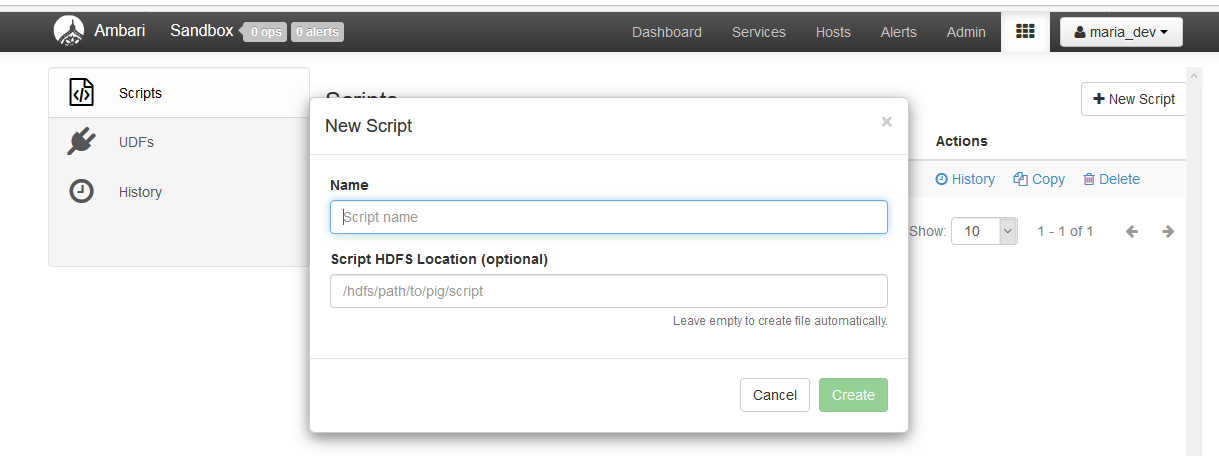 Ambari Sandbox 0 ops 0 alerts Dashboard Services Hosts Alerts Admin maria_dev
Scripts
UDFs
History
Scripts
+ New Script
Actions
History Copy Delete
Show: 10 1 - 1 of 1
New Script ×
Name
Script name
Script HDFS Location (optional)
/hdfs/path/to/pig/script
Leave empty to create file automatically.
Cancel Create